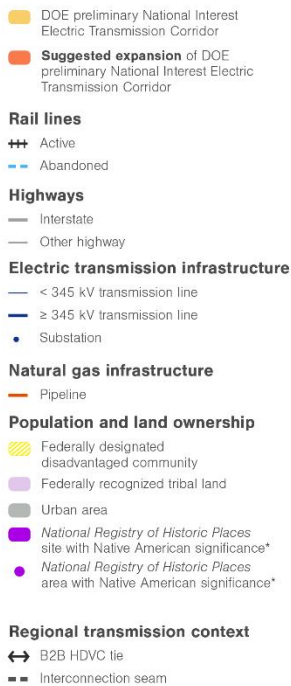 DOE preliminary National Interest
Electric Transmission Corridor
Suggested expansion of DOE
preliminary National Interest Electric
Transmission Corridor
Rail lines
Active
Abandoned
Highways
Interstate
Other highway
Electric transmission infrastructure
< 345 kV transmission line
≥ 345 kV transmission line
Substation
Natural gas infrastructure
Pipeline
Population and land ownership
Federally designated
disadvantaged community
Federally recognized tribal land
Urban area
National Registry of Historic Places
site with Native American significance*
National Registry of Historic Places
area with Native American significance*
Regional transmission context
B2B HDVC tie
Interconnection seam